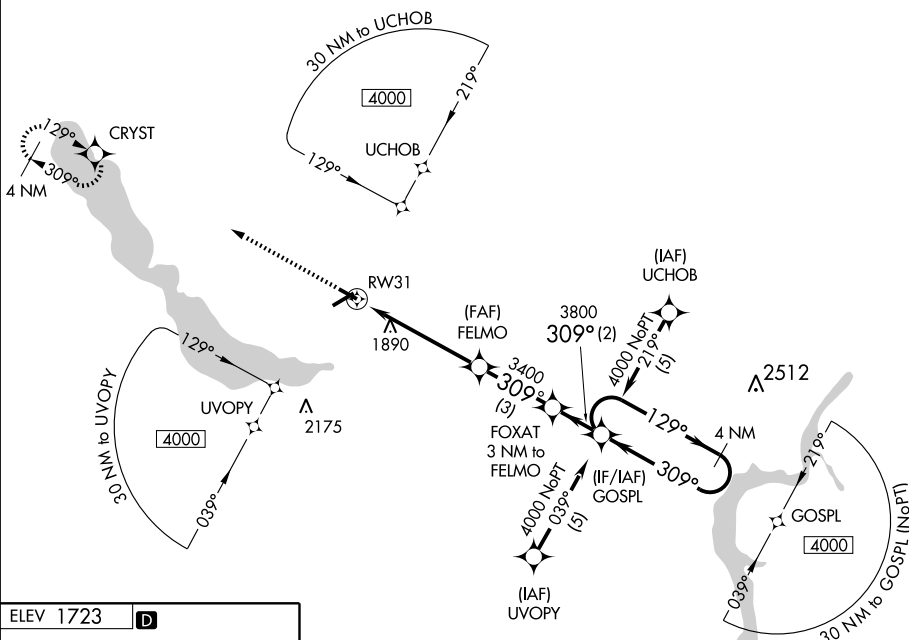 30 NM to UCHOB
4000
219°
129°
UCHOB
129°
CRYST
309°
4 NM
RW31
1890
(FAF)
FELMO
3400
309°
(3)
FOXAT
3 NM to
FELMO
3800
309° (2)
(IAF)
UCHOB
4000 NoPT
219°
(5)
2512
129°
4 NM
309°
(IF/IAF)
GOSPL
4000 NoPT
039°
(5)
(IAF)
UVOPY
129°
UVOPY
2175
4000
039°
30 NM to UVOPY
219°
GOSPL
4000
039°
30 NM to GOSPL (NoPT)
ELEV 1723 D